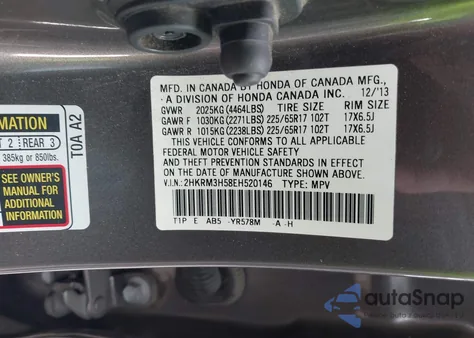 MFD. IN CANADA BY HONDA OF CANADA MFG.,
A DIVISION OF HONDA CANADA INC. 12/13
GVWR 2025KG (4464LBS) TIRE SIZE RIM SIZE
GAWR F 1030KG (2271LBS) 225/65R17 102T 17X6.5J
GAWR R 1015KG (2238LBS) 225/65R17 102T 17X6.5J
THIS VEHICLE CONFORMS TO ALL APPLICABLE
FEDERAL MOTOR VEHICLE SAFETY
AND THEFT PREVENTION STANDARDS IN EFFECT
ON THE DATE OF MANUFACTURE SHOWN ABOVE.
V.I.N.: 2HKRM3H5BEH520146 TYPE: MPV
T1P E AB5 -YR578M -A -H
T 2 REAR 3
385kg or 850lbs.
SEE OWNER'S
MANUAL FOR
ADDITIONAL
INFORMATION
TOA A2
autoSnap